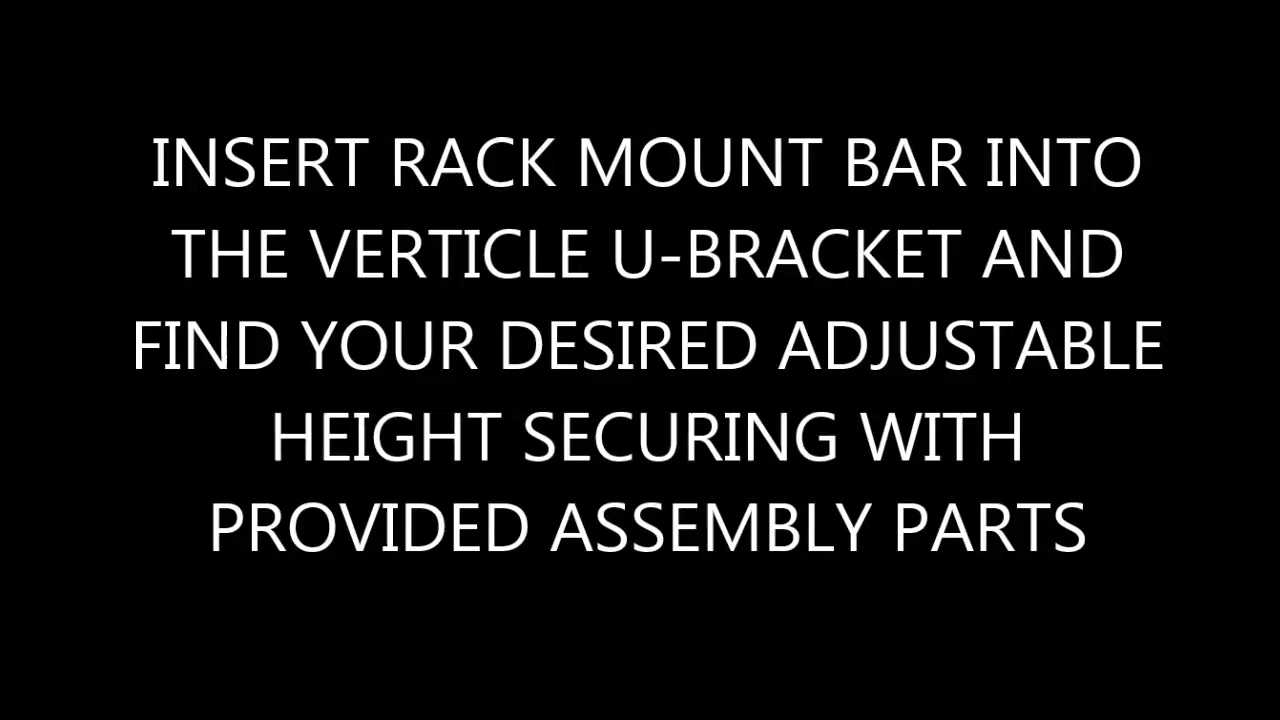 INSERT RACK MOUNT BAR INTO
THE VERTICLE U-BRACKET AND
FIND YOUR DESIRED ADJUSTABLE
HEIGHT SECURING WITH
PROVIDED ASSEMBLY PARTS